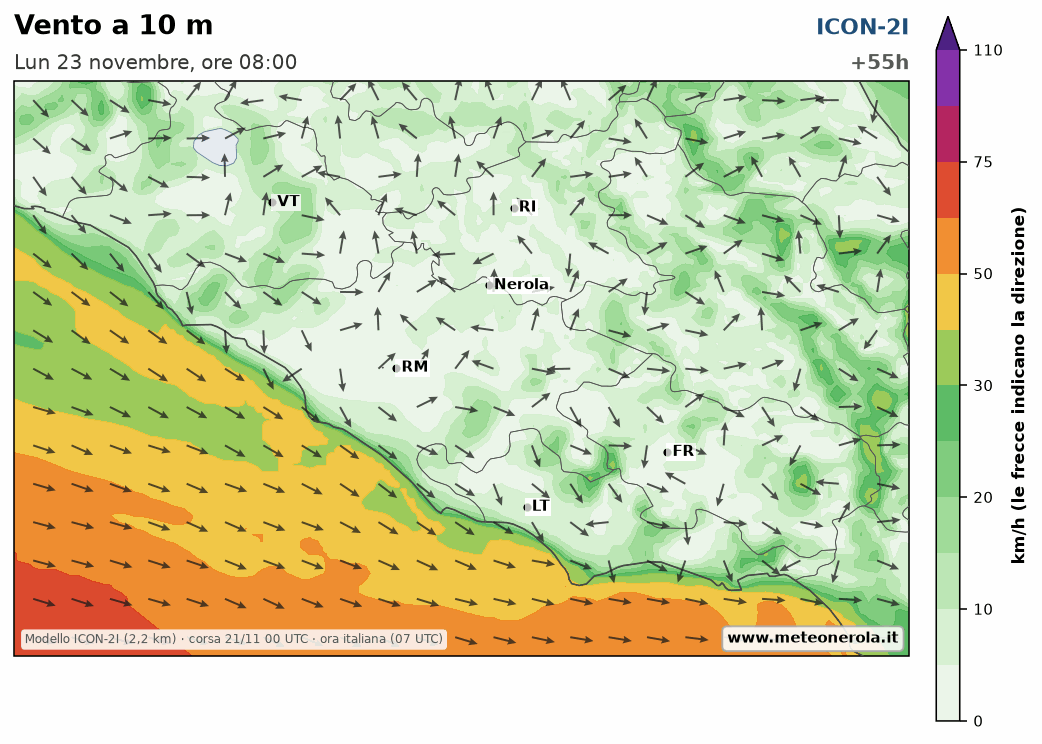 Vento a 10 m
ICON-2I
Lun 23 novembre, ore 08:00
+55h
VT
RI
Nerola
RM
FR
LT
Modello ICON-2I (2,2 km) · corsa 21/11 00 UTC · ora italiana (07 UTC)
www.meteonerola.it
110
75
50
30
20
10
0
km/h (le frecce indicano la direzione)